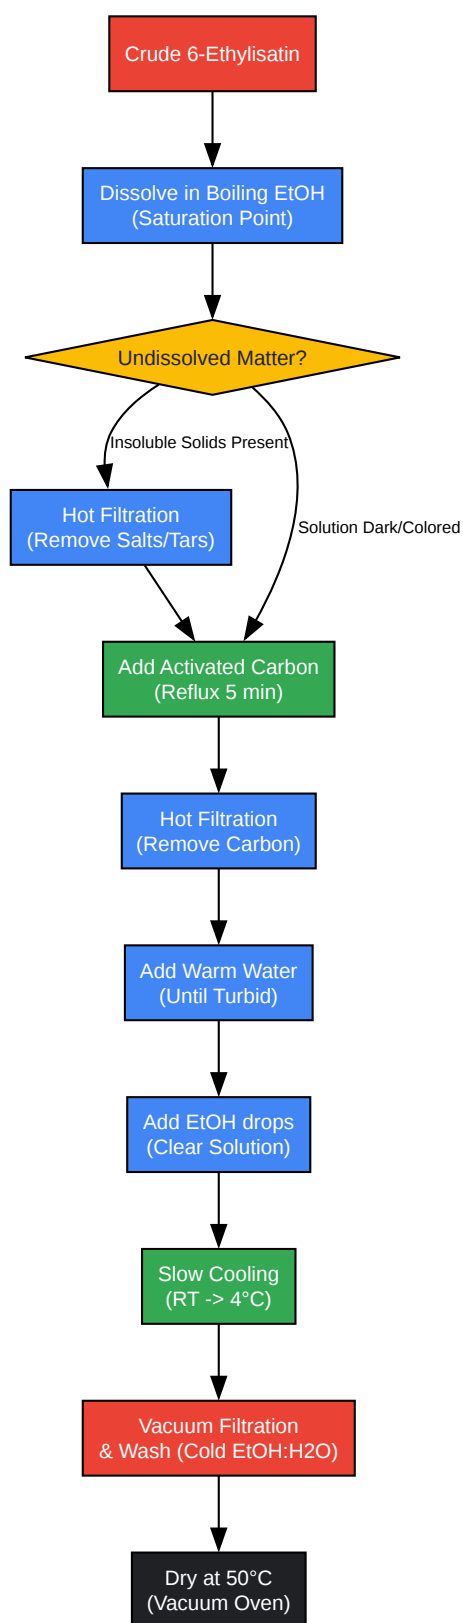 Crude 6-Ethylisatin
Dissolve in Boiling EtOH
(Saturation Point)
Undissolved Matter?
Insoluble Solids Present
Hot Filtration
(Remove Salts/Tars)
Solution Dark/Colored
Add Activated Carbon
(Reflux 5 min)
Hot Filtration
(Remove Carbon)
Add Warm Water
(Until Turbid)
Add EtOH drops
(Clear Solution)
Slow Cooling
(RT -> 4°C)
Vacuum Filtration
& Wash (Cold EtOH:H2O)
Dry at 50°C
(Vacuum Oven)